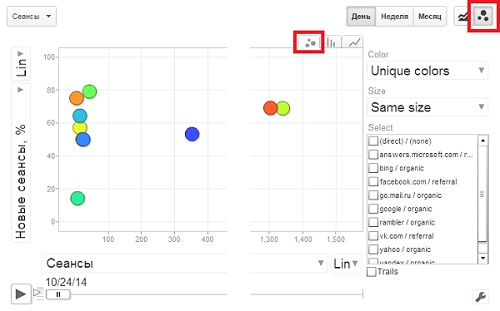 Сеансы
День Неделя Месяц
Lin
Новые сеансы, %
100
80
60
40
20
0
100 200 300 400
1,300 1,400 1,500
Color
Unique colors
Size
Same size
Select
(direct) / (none)
answers.microsoft.com / r...
bing / organic
facebook.com / referral
go.mail.ru / organic
google / organic
rambler / organic
vk.com / referral
yahoo / organic
yandex / organic
Trails
Сеансы
Lin
10/24/14